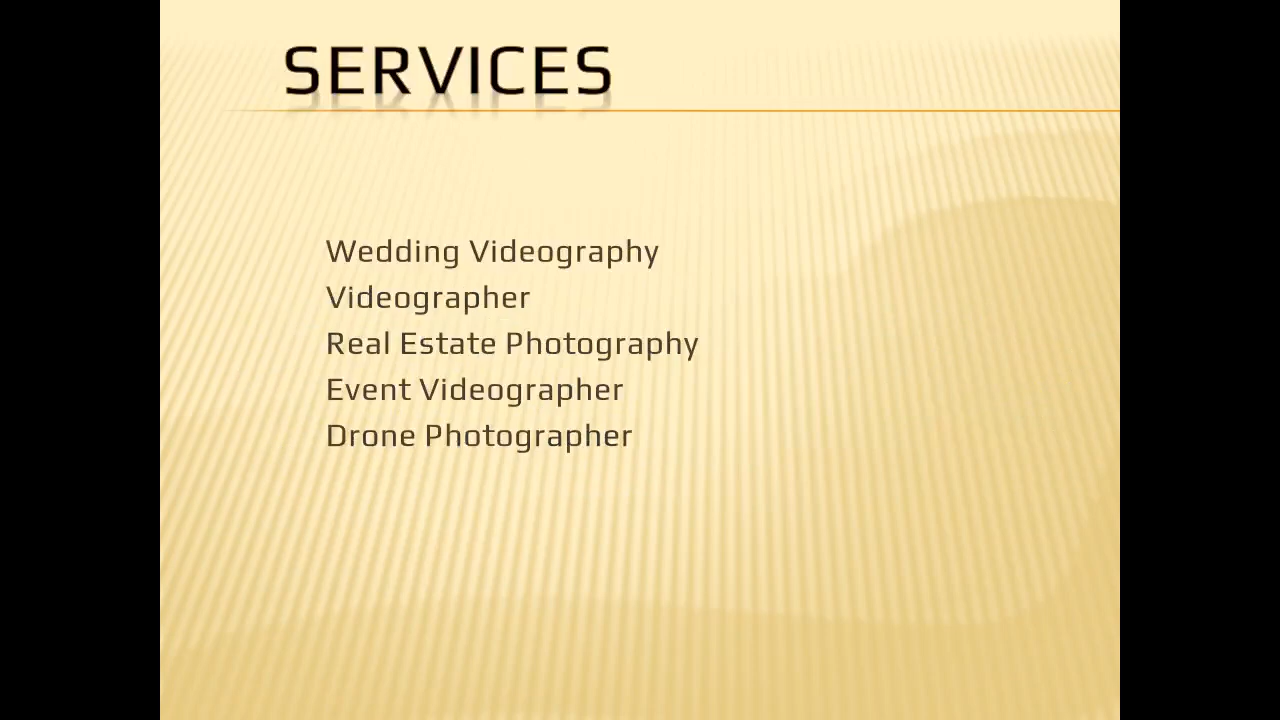 SERVICES
Wedding Videography
Videographer
Real Estate Photography
Event Videographer
Drone Photographer